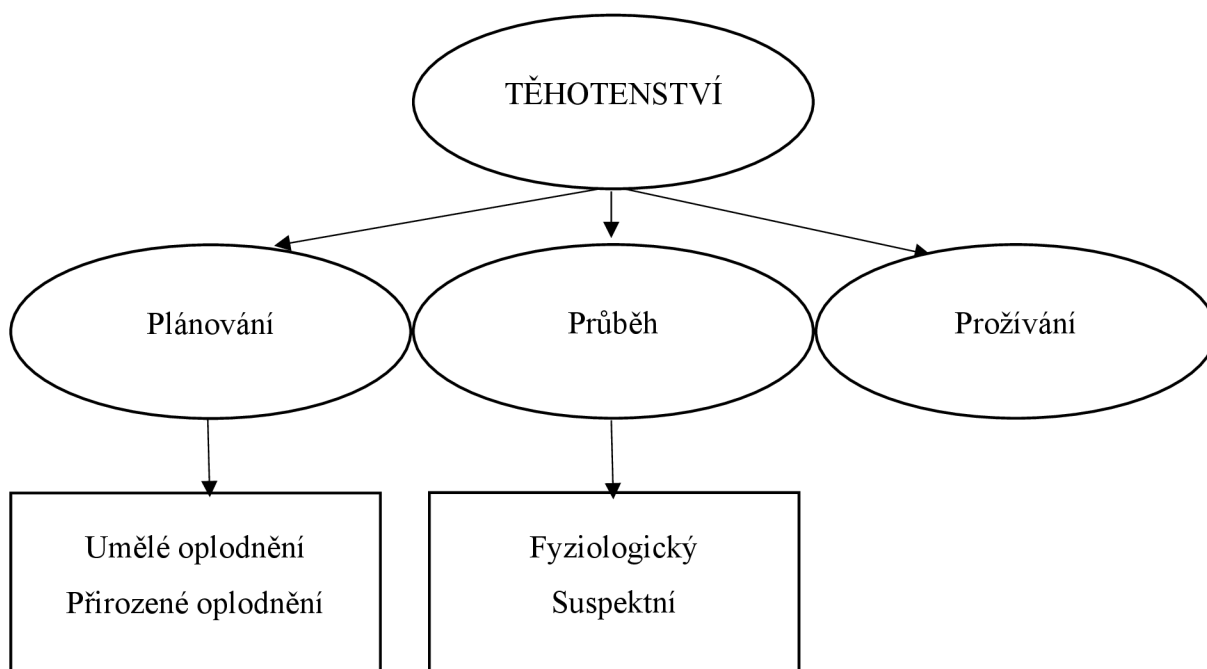 TĚHOTENSTVÍ
Plánování
Průběh
Prožívání
Umělé oplodnění
Přirozené oplodnění
Fyziologický
Suspektní